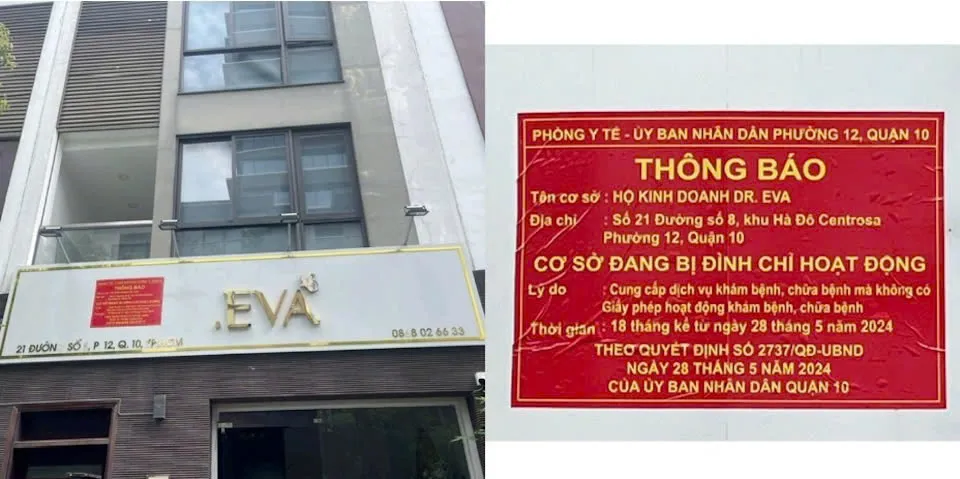 THÔNG BÁO
.EVA
0868 02 66 33
21 ĐƯỜN SỐ 8, P 12, Q. 10,
PHÒNG Y TẾ - ỦY BAN NHÂN DÂN PHƯỜNG 12, QUẬN 10
THÔNG BÁO
Tên cơ sở : HỘ KINH DOANH DR. EVA
Địa chỉ : Số 21 Đường số 8, khu Hà Đô Centrosa
Phường 12, Quận 10
CƠ SỞ ĐANG BỊ ĐÌNH CHỈ HOẠT ĐỘNG
Lý do : Cung cấp dịch vụ khám bệnh, chữa bệnh mà không có
Giấy phép hoạt động khám bệnh, chữa bệnh
Thời gian : 18 tháng kể từ ngày 28 tháng 5 năm 2024
THEO QUYẾT ĐỊNH SỐ 2737/QĐ-UBND
NGÀY 28 THÁNG 5 NĂM 2024
CỦA ỦY BAN NHÂN DÂN QUẬN 10